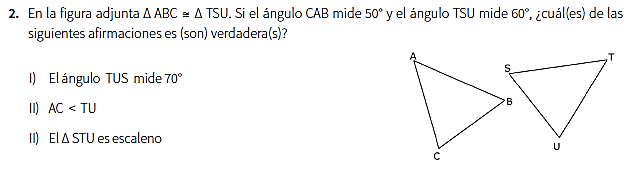 2. En la figura adjunta Δ ABC ≅ Δ TSU. Si el ángulo CAB mide 50° y el ángulo TSU mide 60°, ¿cuál(es) de las
siguientes afirmaciones es (son) verdadera(s)?
I) El ángulo TUS mide 70°
II) AC < TU
II) El Δ STU es escaleno
A
B
C
S
T
U